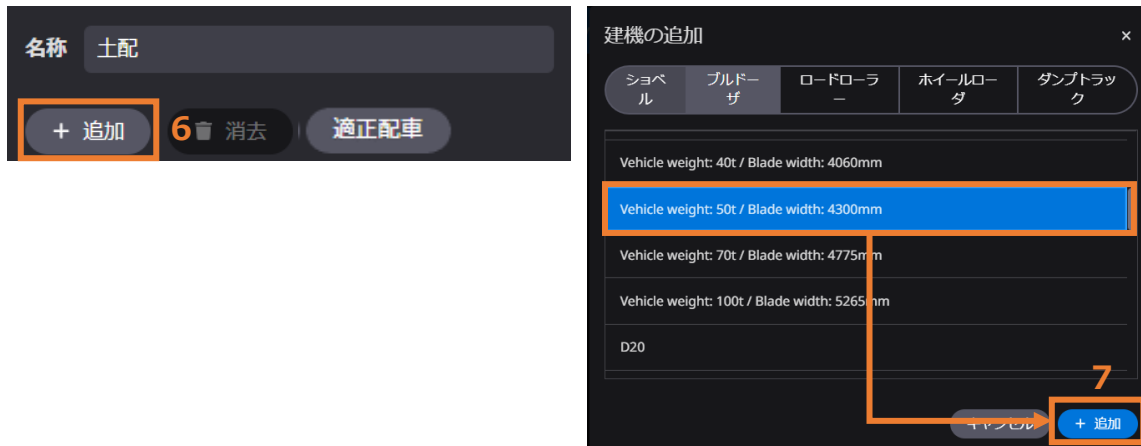 名称 土配
+ 追加 6 消去 適正配車
建機の追加 ×
ショベ
ル
ブルドー
ザ
ロードローラ
ー
ホイールロー
ダ
ダンプトラッ
ク
Vehicle weight: 40t / Blade width: 4060mm
Vehicle weight: 50t / Blade width: 4300mm
Vehicle weight: 70t / Blade width: 4775mm
Vehicle weight: 100t / Blade width: 5265mm
D20
7
キャンセル + 追加